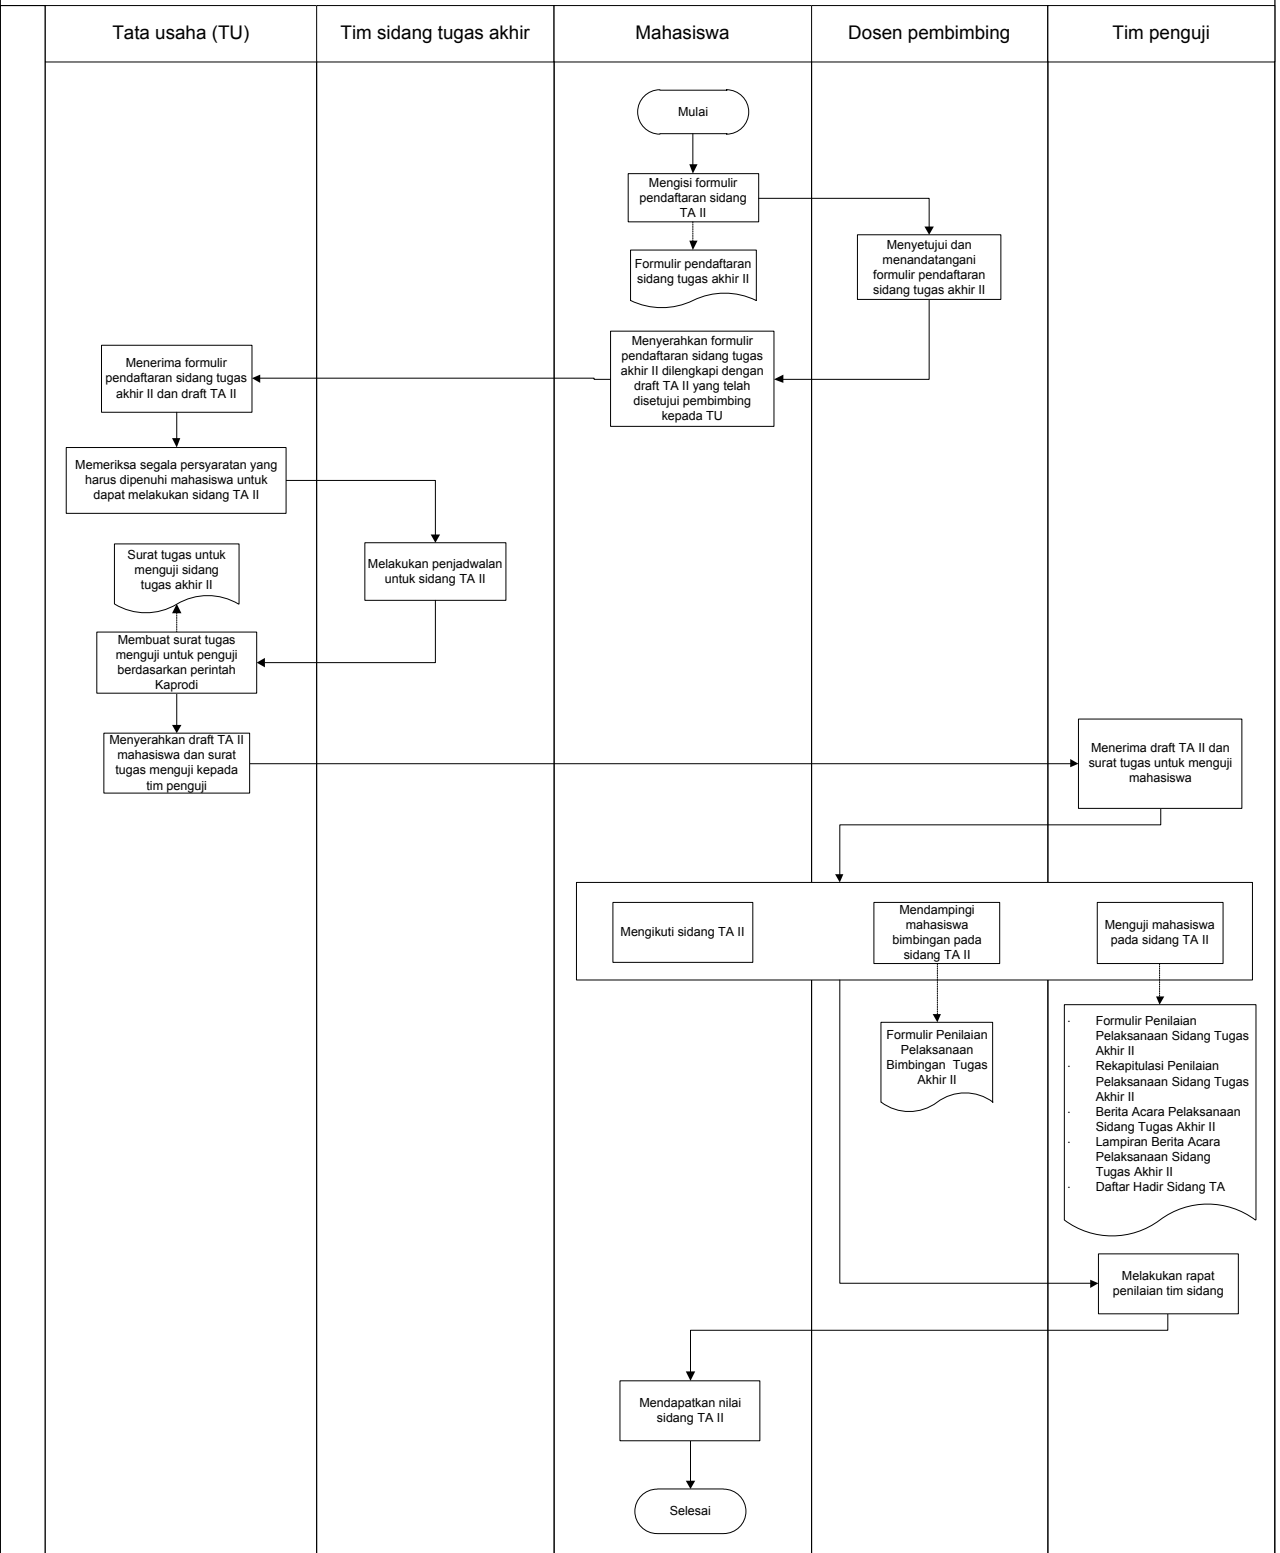 Tata usaha (TU)
Tim sidang tugas akhir
Mahasiswa
Dosen pembimbing
Tim penguji
Mulai
Mengisi formulir
pendaftaran sidang
TA II
Formulir pendaftaran
sidang tugas akhir II
Menyetujui dan
menandatangani
formulir pendaftaran
sidang tugas akhir II
Menyerahkan formulir
pendaftaran sidang tugas
akhir II dilengkapi dengan
draft TA II yang telah
disetujui pembimbing
kepada TU
Menerima formulir
pendaftaran sidang tugas
akhir II dan draft TA II
Memeriksa segala persyaratan yang
harus dipenuhi mahasiswa untuk
dapat melakukan sidang TA II
Melakukan penjadwalan
untuk sidang TA II
Surat tugas untuk
menguji sidang
tugas akhir II
Membuat surat tugas
menguji untuk penguji
berdasarkan perintah
Kaprodi
Menyerahkan draft TA II
mahasiswa dan surat
tugas menguji kepada
tim penguji
Menerima draft TA II dan
surat tugas untuk menguji
mahasiswa
Mengikuti sidang TA II
Mendampingi
mahasiswa
bimbingan pada
sidang TA II
Menguji mahasiswa
pada sidang TA II
Formulir Penilaian
Pelaksanaan
Bimbingan Tugas
Akhir II
· Formulir Penilaian
Pelaksanaan Sidang Tugas
Akhir II
· Rekapitulasi Penilaian
Pelaksanaan Sidang Tugas
Akhir II
· Berita Acara Pelaksanaan
Sidang Tugas Akhir II
· Lampiran Berita Acara
Pelaksanaan Sidang
Tugas Akhir II
· Daftar Hadir Sidang TA
Melakukan rapat
penilaian tim sidang
Mendapatkan nilai
sidang TA II
Selesai